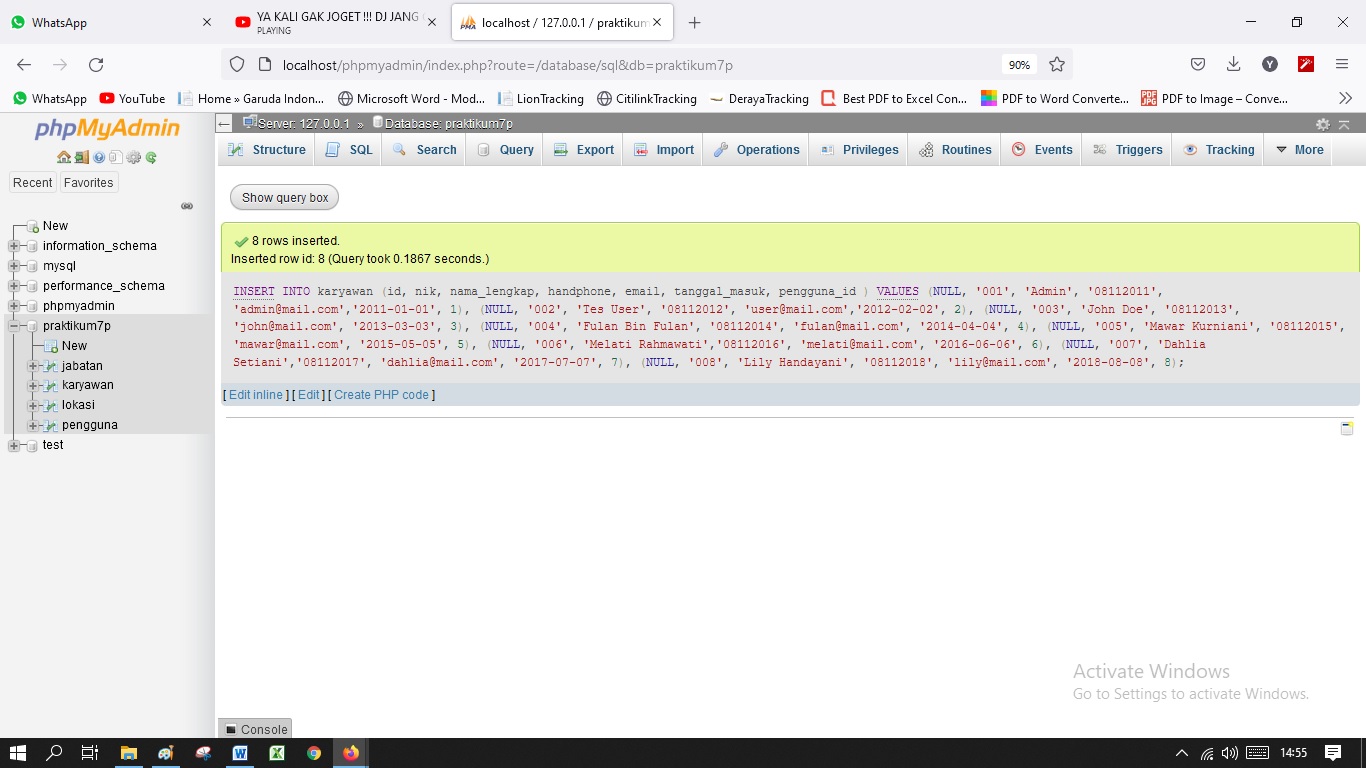 WhatsApp
YA KALI GAK JOGET !!! DJ JANG
PLAYING
localhost / 127.0.0.1 / praktikum
localhost/phpmyadmin/index.php?route=/database/sql&db=praktikum7p
90%
WhatsApp YouTube Home » Garuda Indon... Microsoft Word - Mod... LionTracking CitilinkTracking DerayaTracking Best PDF to Excel Con... PDF to Word Converte... PDF to Image – Conve...
phpMyAdmin
Recent Favorites
New
information_schema
mysql
performance_schema
phpmyadmin
praktikum7p
New
jabatan
karyawan
lokasi
pengguna
test
Server: 127.0.0.1 » Database: praktikum7p
Structure SQL Search Query Export Import Operations Privileges Routines Events Triggers Tracking More
Show query box
8 rows inserted.
Inserted row id: 8 (Query took 0.1867 seconds.)
INSERT INTO karyawan (id, nik, nama_lengkap, handphone, email, tanggal_masuk, pengguna_id ) VALUES (NULL, '001', 'Admin', '08112011',
'admin@mail.com','2011-01-01', 1), (NULL, '002', 'Tes User', '08112012', 'user@mail.com','2012-02-02', 2), (NULL, '003', 'John Doe', '08112013',
'john@mail.com', '2013-03-03', 3), (NULL, '004', 'Fulan Bin Fulan', '08112014', 'fulan@mail.com', '2014-04-04', 4), (NULL, '005', 'Mawar Kurniani', '08112015',
'mawar@mail.com', '2015-05-05', 5), (NULL, '006', 'Melati Rahmawati','08112016', 'melati@mail.com', '2016-06-06', 6), (NULL, '007', 'Dahlia
Setiani','08112017', 'dahlia@mail.com', '2017-07-07', 7), (NULL, '008', 'Lily Handayani', '08112018', 'lily@mail.com', '2018-08-08', 8);
[ Edit inline ] [ Edit ] [ Create PHP code ]
Activate Windows
Go to Settings to activate Windows.
Console
14:55